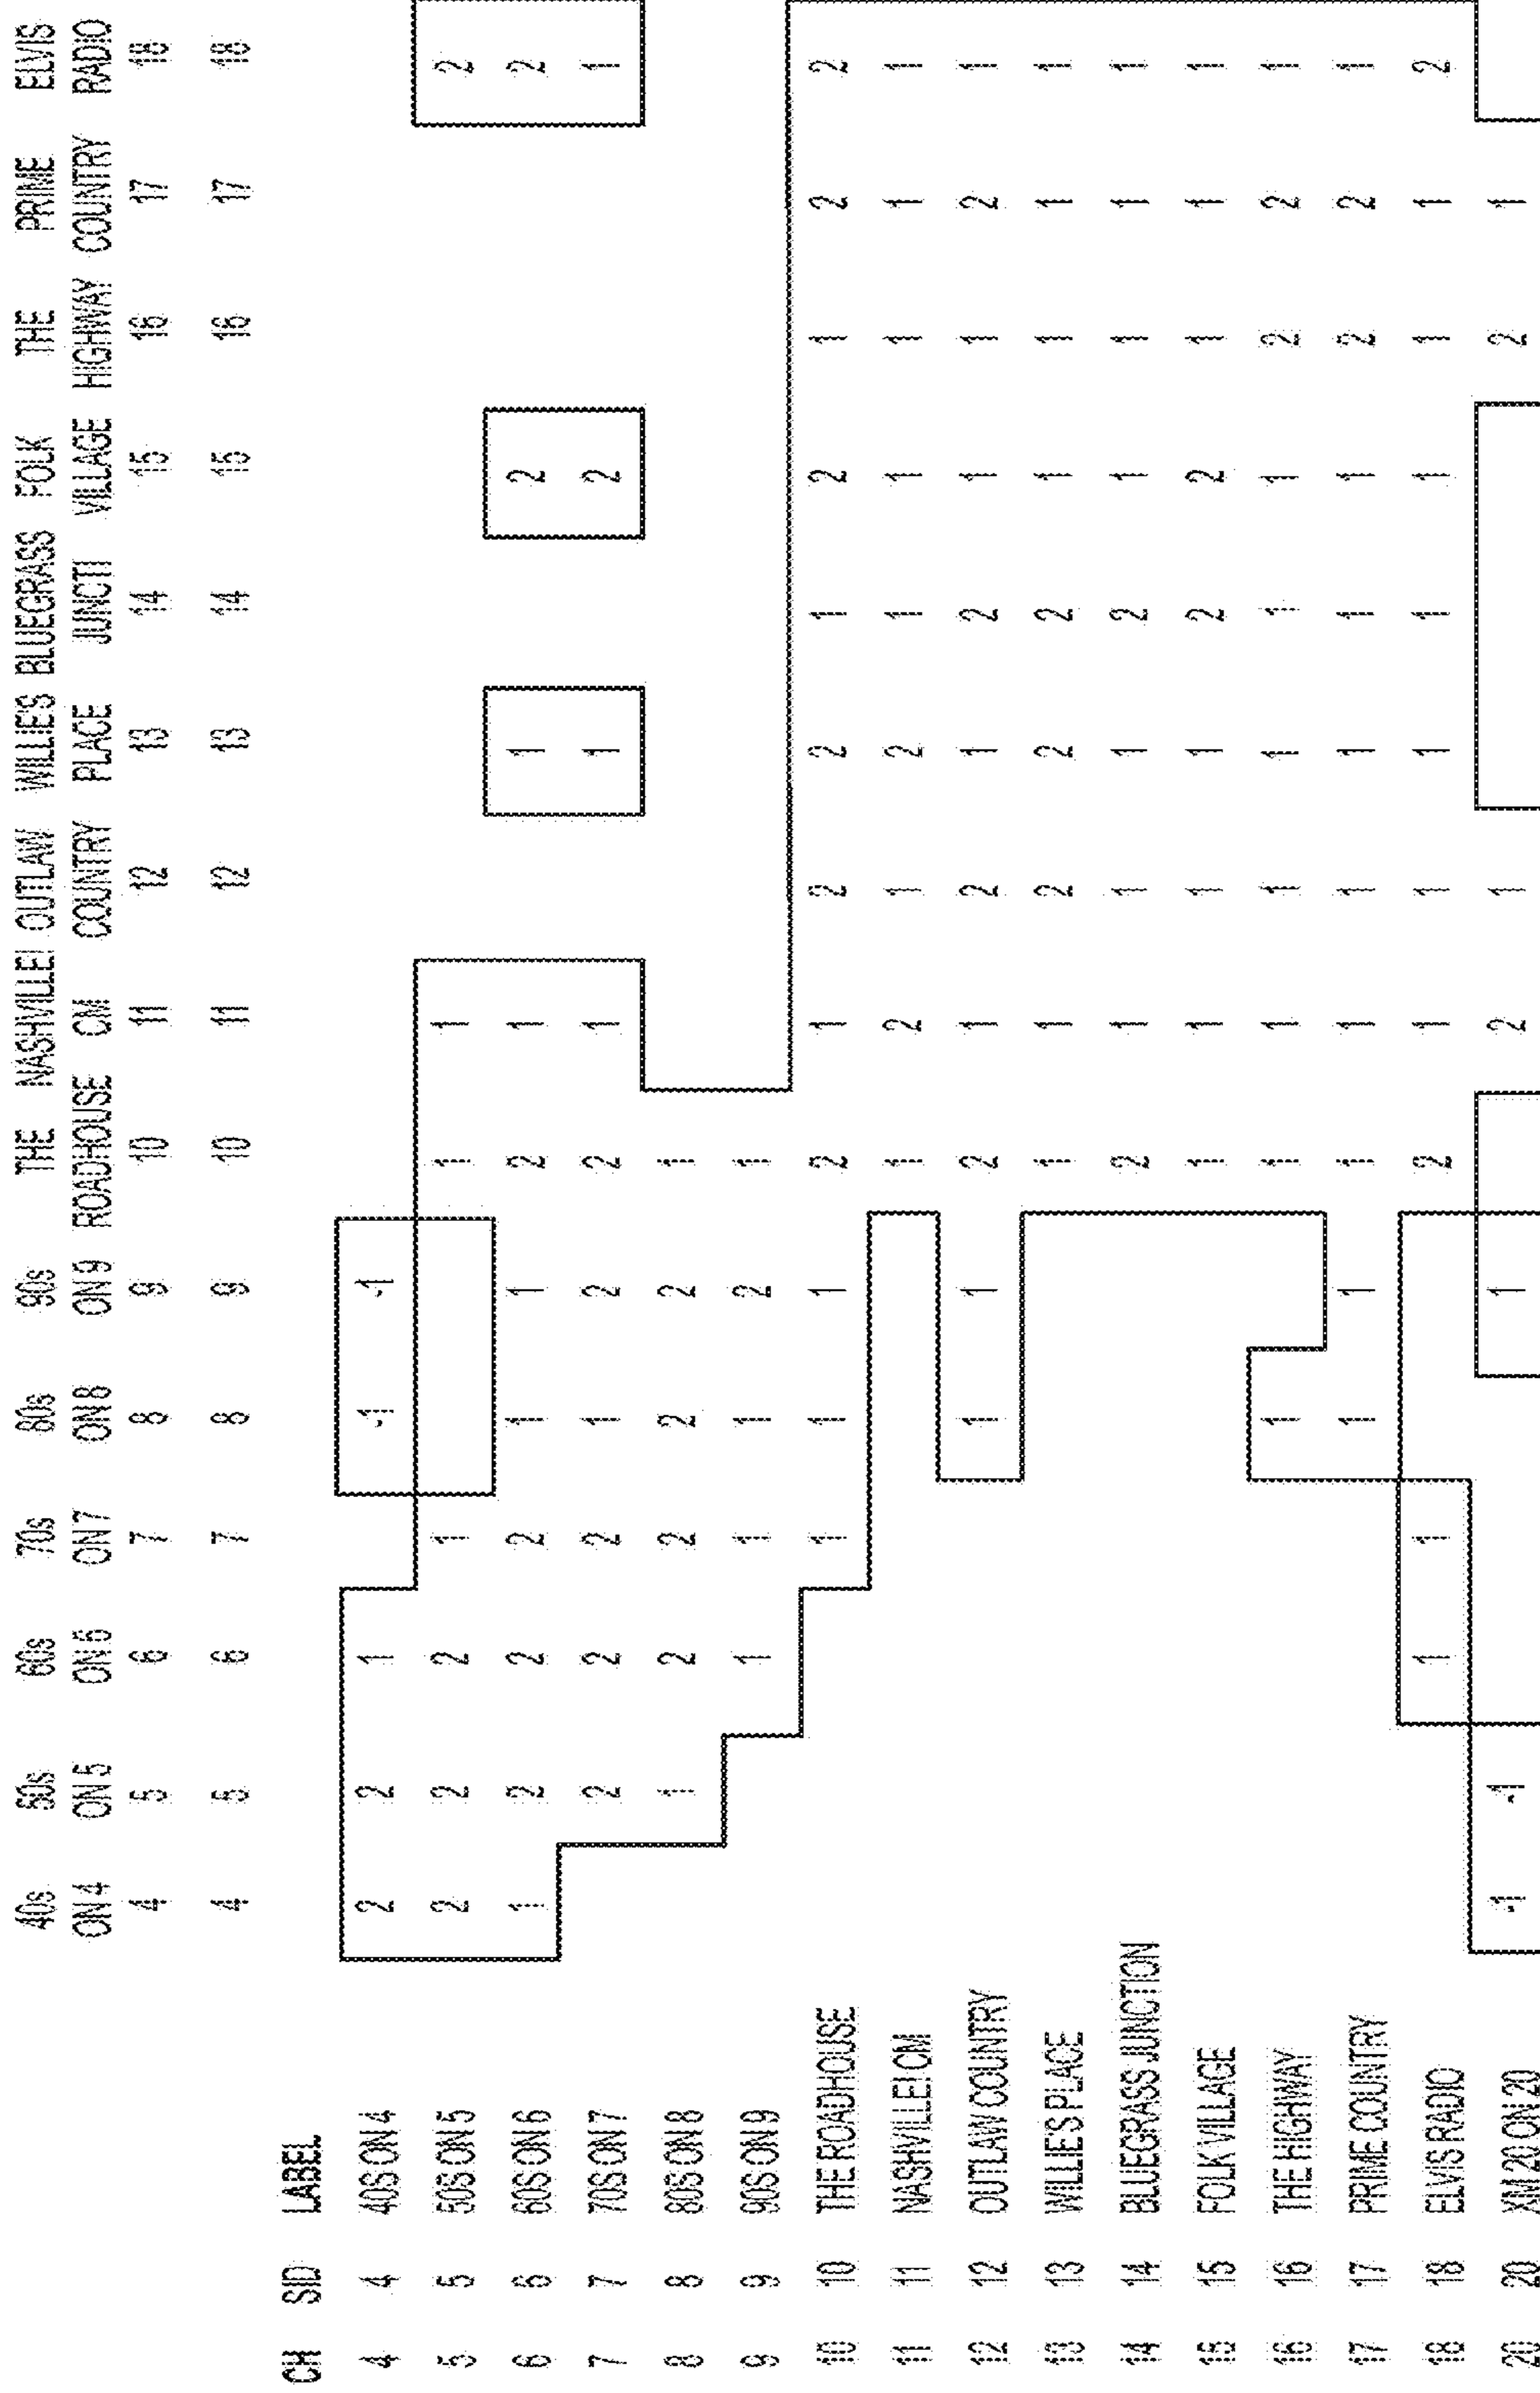 40s 50s 60s 70s 80s 90s THE NASHVILLE! OUTLAW WILLIE'S BLUEGRASS FOLK THE PRIME ELVIS
ON 4 ON 5 ON 6 ON 7 ON 8 ON 9 ROADHOUSE CM COUNTRY PLACE JUNCTI VILLAGE HIGHWAY COUNTRY RADIO
4 5 6 7 8 9 10 11 12 13 14 15 16 17 18
4 5 6 7 8 9 10 11 12 13 14 15 16 17 18
CH SID LABEL
4 4 40S ON 4 2 2 1 -1 -1
5 5 50S ON 5 2 2 2 1 1 1 2
6 6 60S ON 6 1 2 2 2 1 1 2 1 1 2 2
7 7 70S ON 7 2 2 2 1 2 2 1 1 2 1
8 8 80S ON 8 1 2 2 2 2 1
9 9 90S ON 9 1 1 1 2 1
10 10 THE ROADHOUSE 1 1 1 2 1 2 2 1 2 1 2 2
11 11 NASHVILLE! CM 1 2 1 2 1 1 1 1 1
12 12 OUTLAW COUNTRY 1 1 2 1 2 1 2 1 1 2 1
13 13 WILLIE'S PLACE 1 1 2 2 2 1 1 1 1
14 14 BLUEGRASS JUNCTION 2 1 1 1 2 1 1 1 1
15 15 FOLK VILLAGE 1 1 1 1 2 2 1 1 1
16 16 THE HIGHWAY 1 1 1 1 1 1 1 2 2 1
17 17 PRIME COUNTRY 1 1 1 1 1 1 1 1 2 2 1
18 18 ELVIS RADIO 1 1 2 1 1 1 1 1 1 1 2
20 20 XM 20 ON 20 -1 -1 1 2 1 2 1